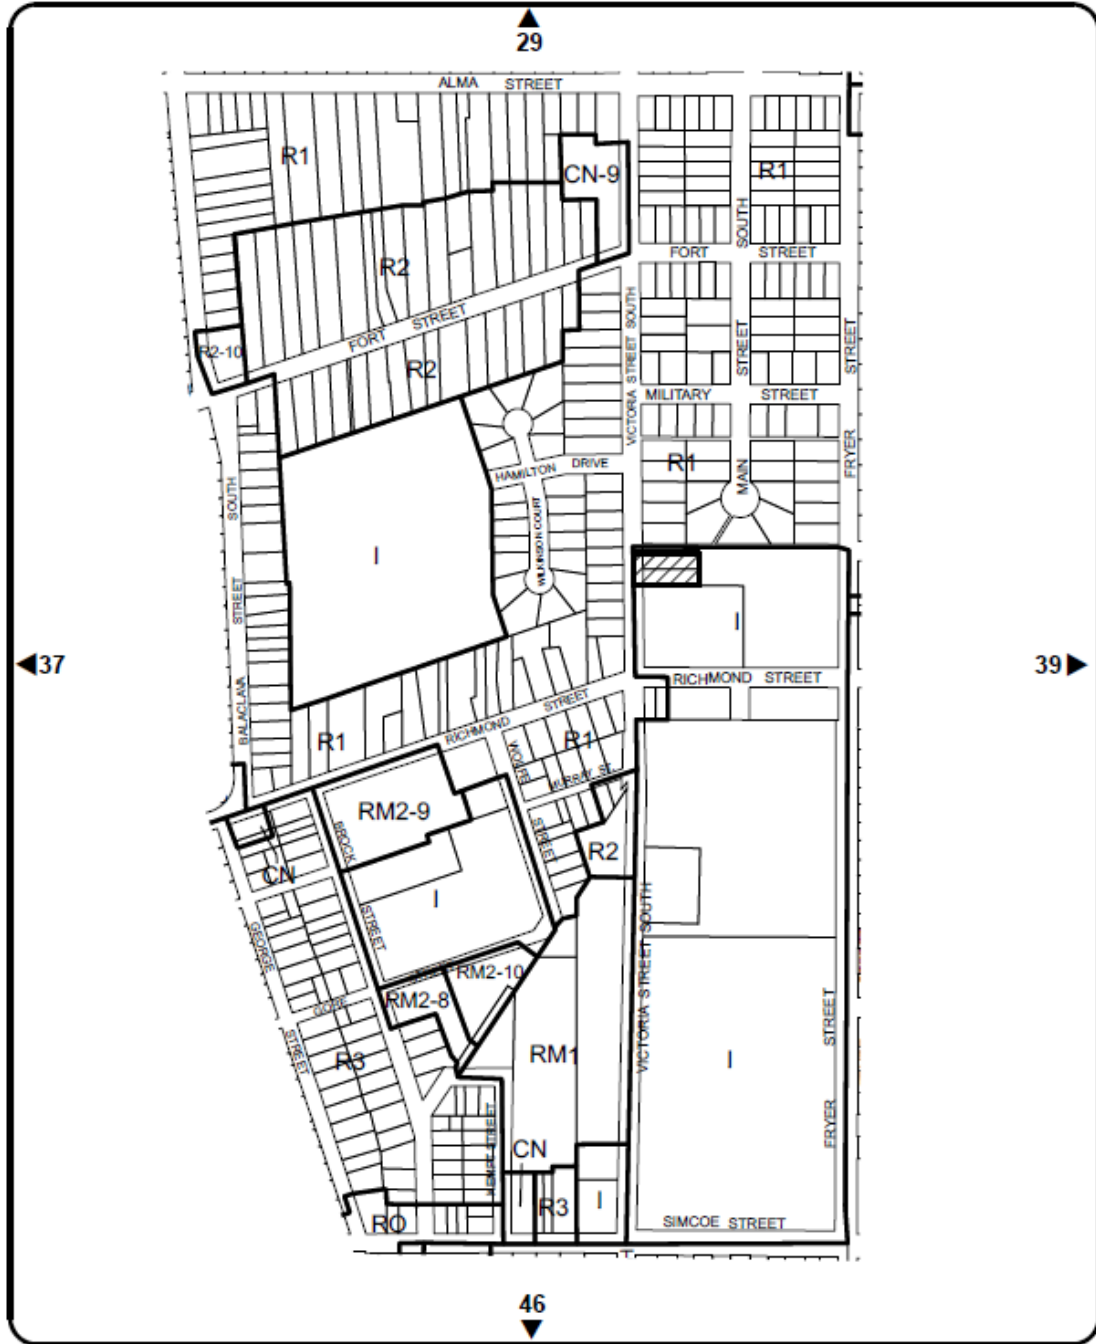 29
ALMA STREET
R1
CN-9
R1
SOUTH
FORT STREET
R2
FORT STREET
R2-10
R2
VICTORIA STREET SOUTH
STREET
STREET
MILITARY STREET
HAMILTON DRIVE
R1
MAIN
FRYER
SOUTH
WILKINSON COURT
I
STREET
I
37
39
RICHMOND STREET
BALACLAVA
RICHMOND STREET
R1
R1
WOLFE
MURRAY ST.
RM2-9
BROCK
STREET
R2
CN
I
STREET
VICTORIA STREET SOUTH
GEORGE
RM2-10
RM2-8
GORE
STREET
STREET
R3
RM1
I
KEMPT STREET
FRYER
CN
R3
I
RO
SIMCOE STREET
46